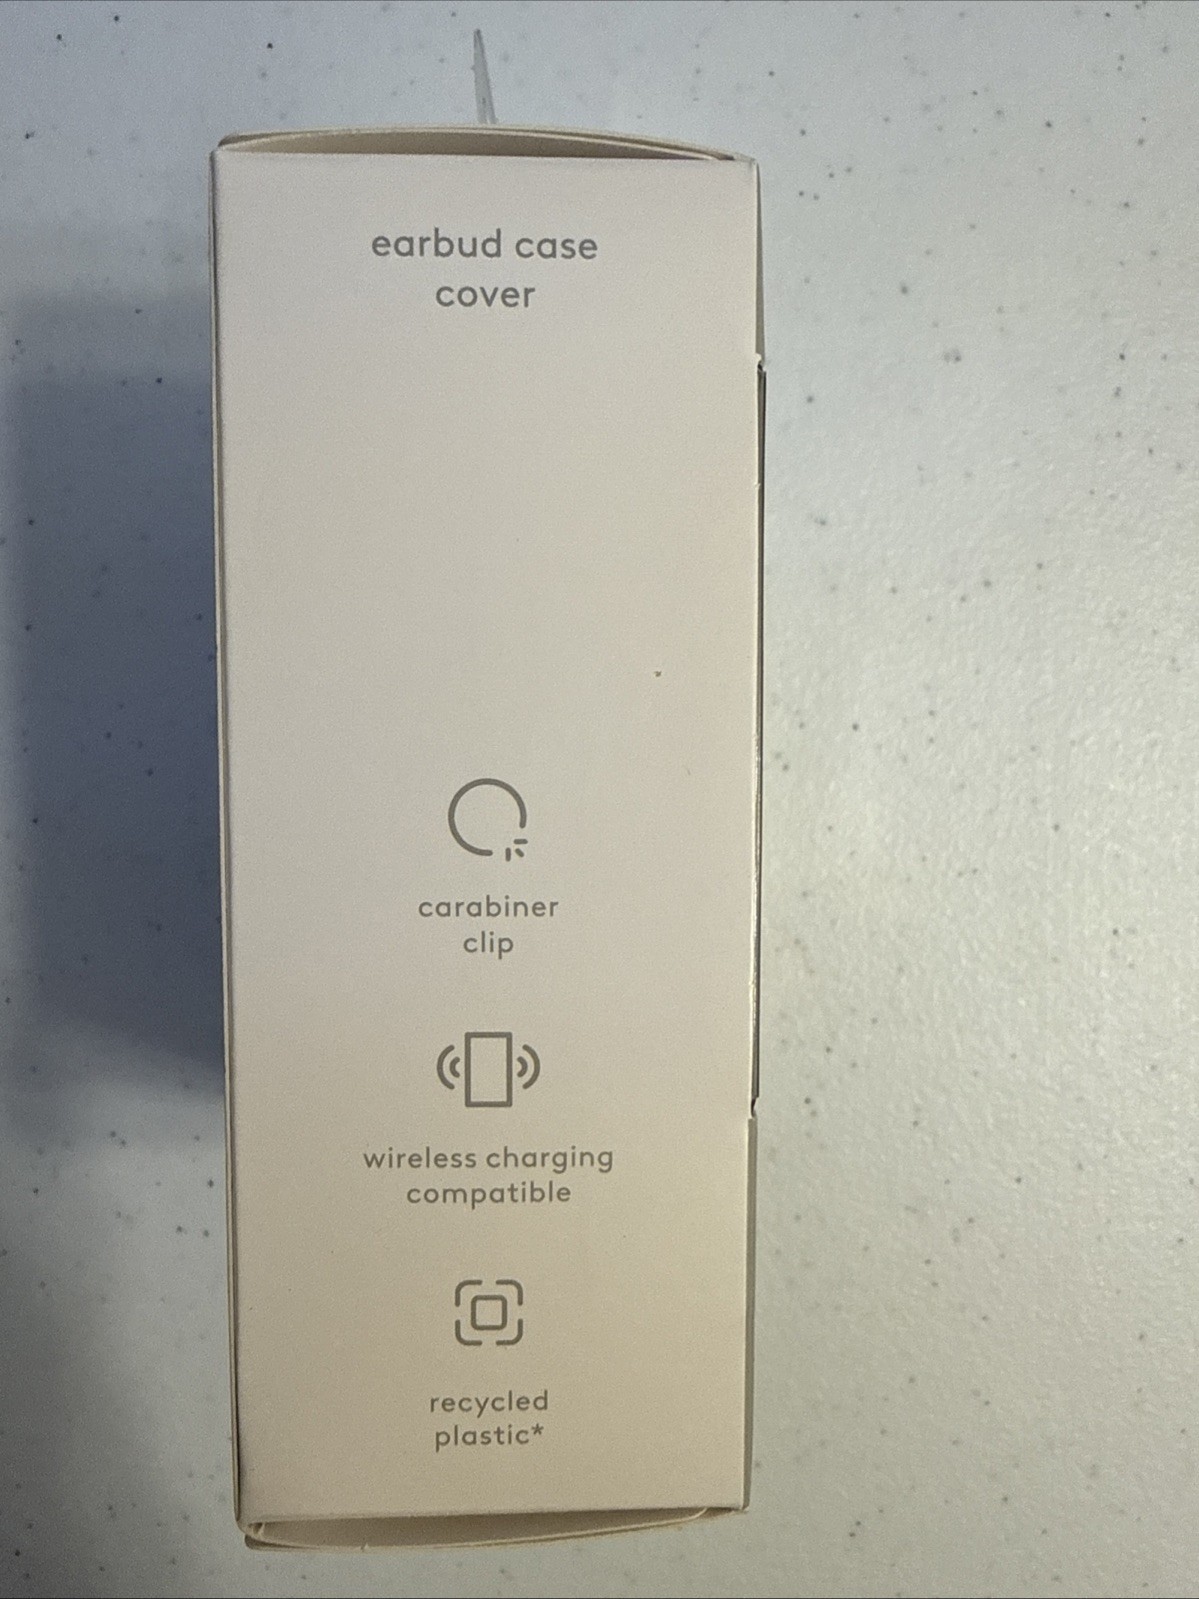 earbud case
cover
carabiner
clip
wireless charging
compatible
recycled
plastic*